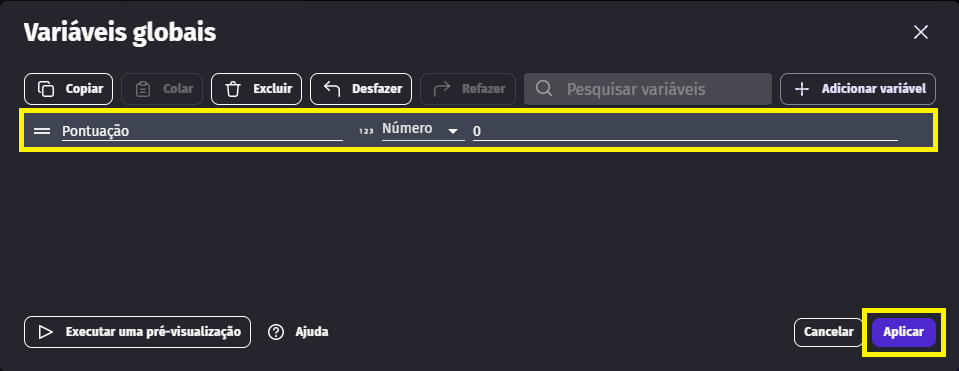 Variáveis globais
Copiar Colar Excluir Desfazer Refazer Pesquisar variáveis Adicionar variável
Pontuação 123 Número 0
Executar uma pré-visualização Ajuda Cancelar Aplicar